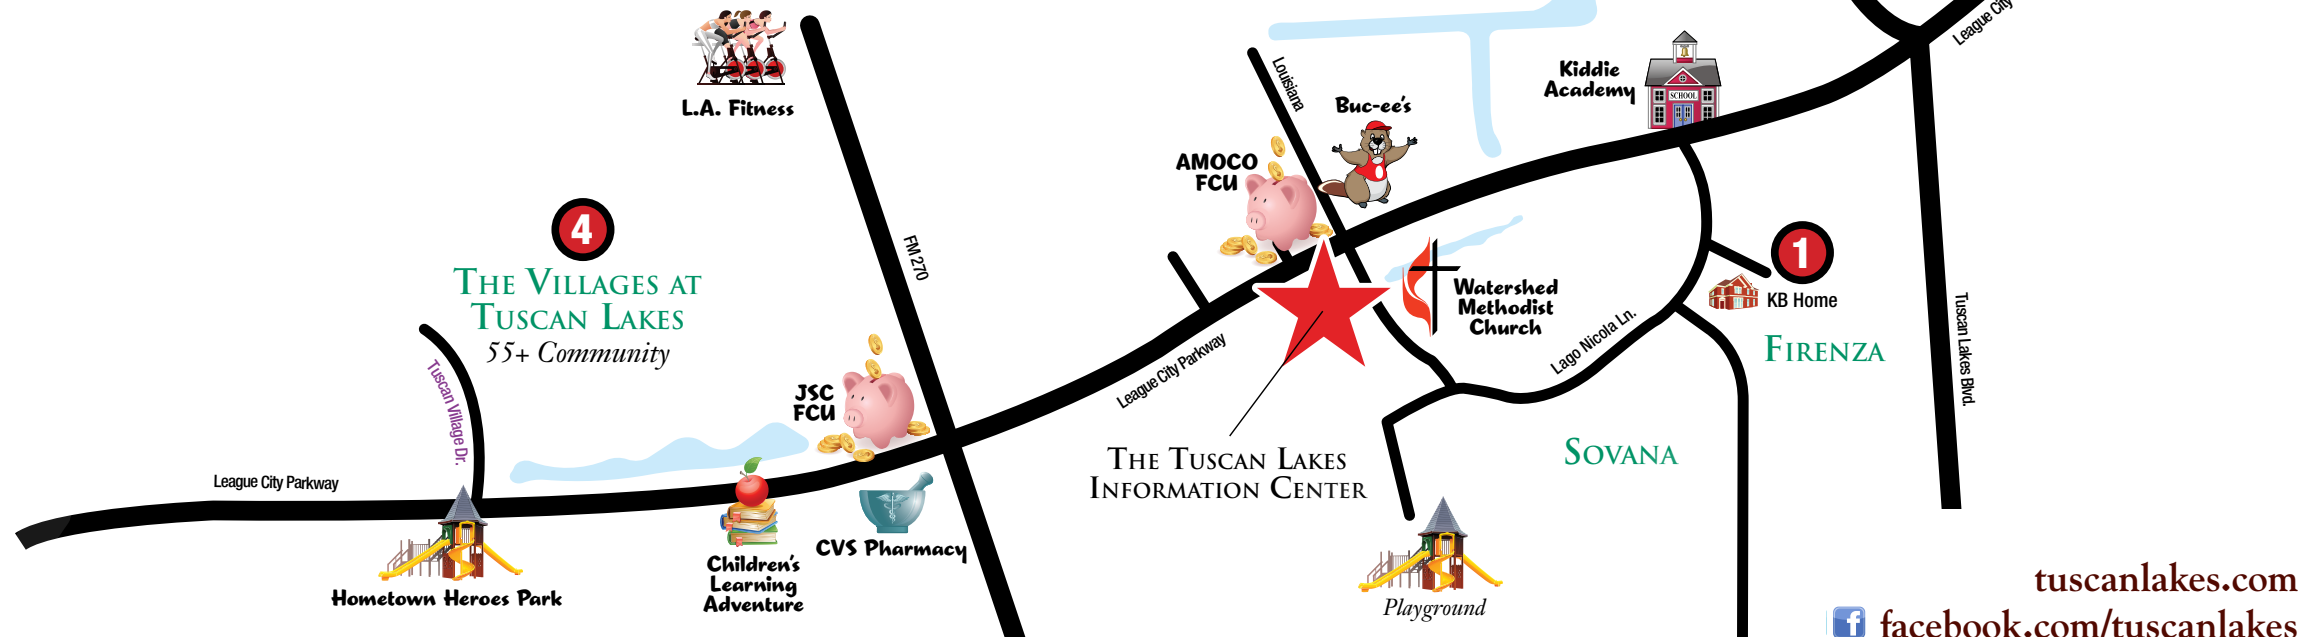 League City
L.A. Fitness
Louisiana
Buc-ee's
Kiddie
Academy
SCHOOL
AMOCO
FCU
4
THE VILLAGES AT
TUSCAN LAKES
55+ Community
FM 270
Watershed
Methodist
Church
1
KB Home
FIRENZA
Tuscan Lakes Blvd.
Lago Nicola Ln.
League City Parkway
Tuscan Village Dr.
JSC
FCU
THE TUSCAN LAKES
INFORMATION CENTER
SOVANA
League City Parkway
CVS Pharmacy
Children's
Learning
Adventure
Hometown Heroes Park
Playground
tuscanlakes.com
f facebook.com/tuscanlakes